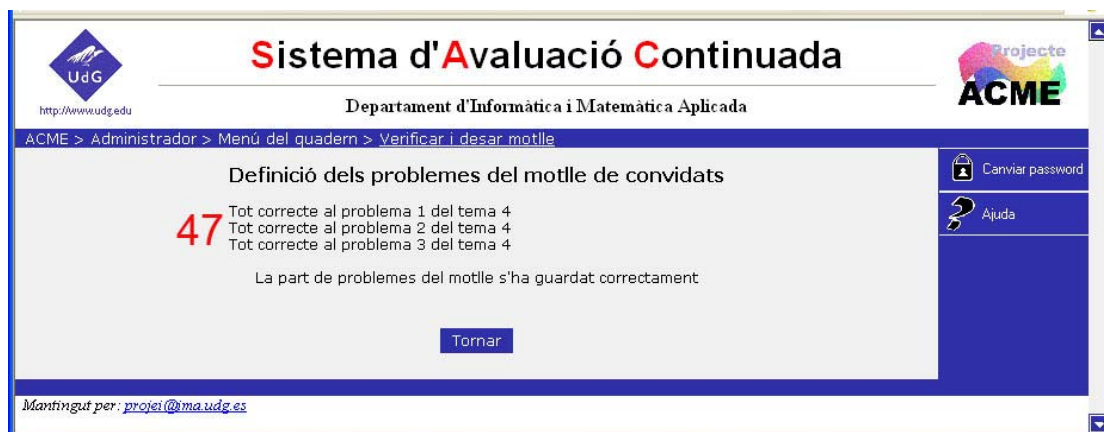 UdG
http://www.udg.edu
Sistema d'Avaluació Continuada
Departament d'Informàtica i Matemàtica Aplicada
Projecte
ACME
ACME > Administrador > Menú del quadern > Verificar i desar motlle
Definició dels problemes del motlle de convidats
47
Tot correcte al problema 1 del tema 4
Tot correcte al problema 2 del tema 4
Tot correcte al problema 3 del tema 4
La part de problemes del motlle s'ha guardat correctament
Tornar
Canviar password
Ajuda
Mantingut per: projei@ima.udg.es